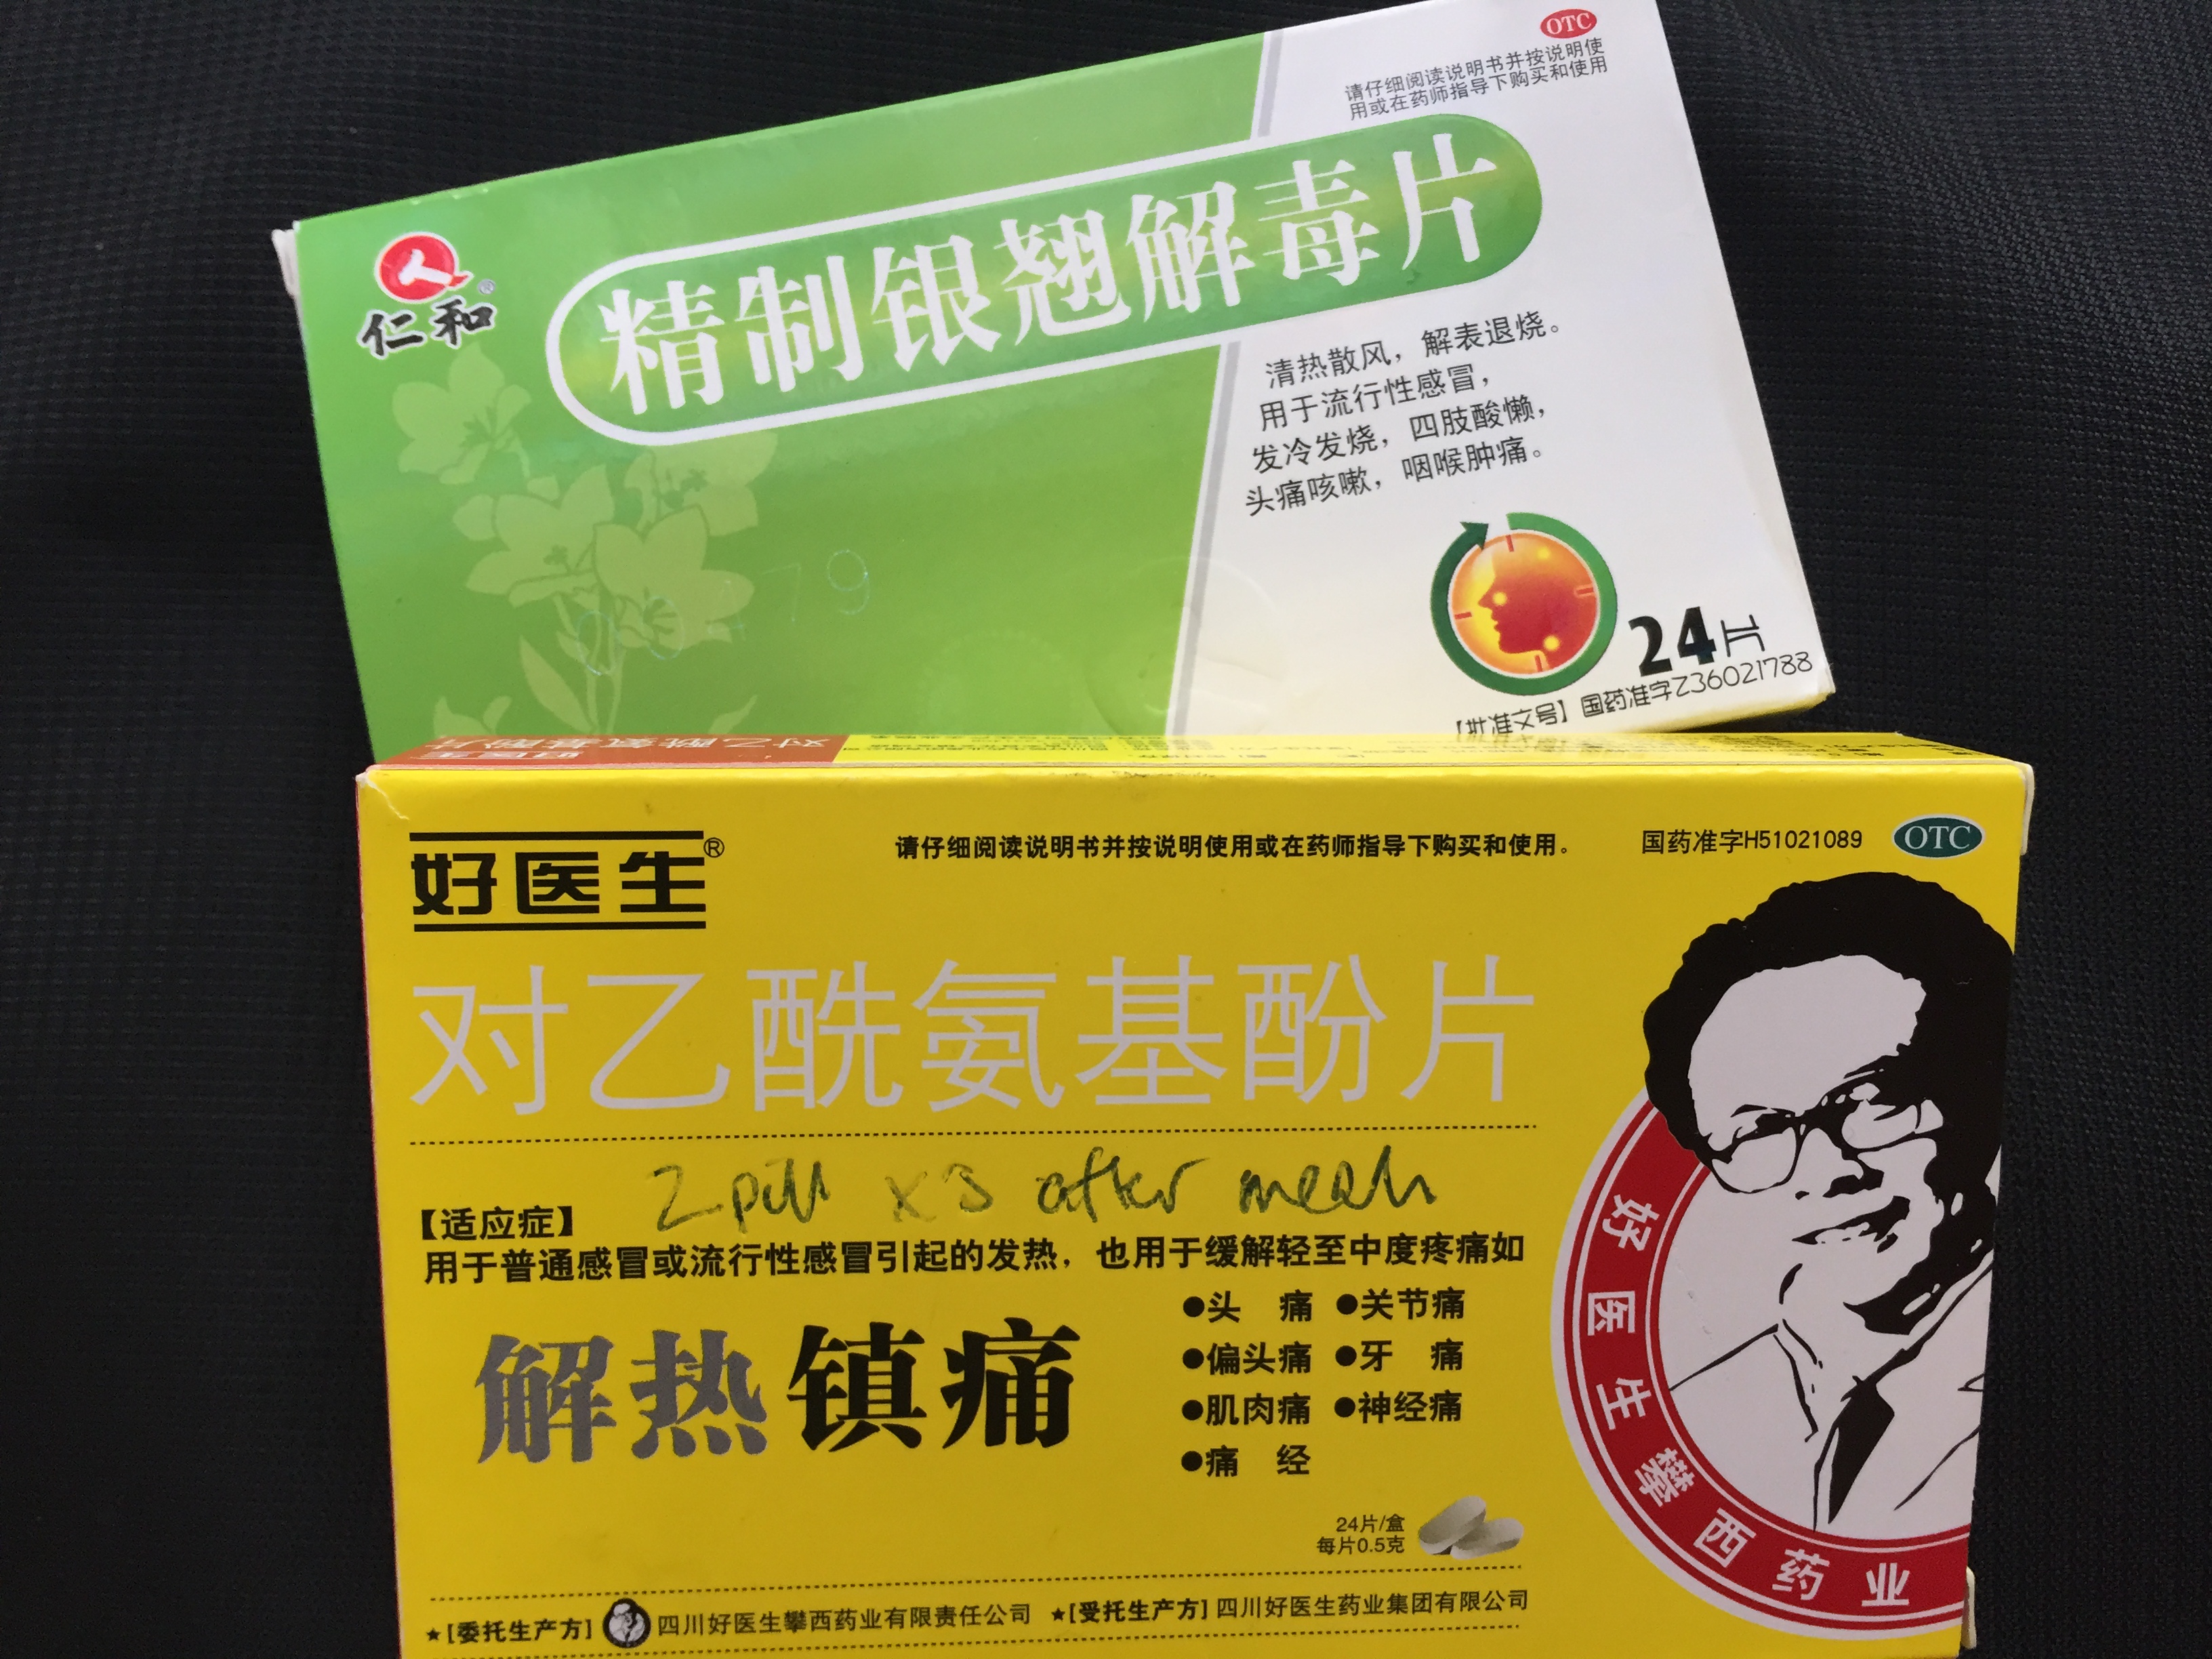 OTC
请仔细阅读说明书并按说明使
用或在药师指导下购买和使用
仁和®
精制银翘解毒片
清热散风，解表退烧。
用于流行性感冒，
发冷发烧，四肢酸懒，
头痛咳嗽，咽喉肿痛。
24片
【批准文号】国药准字Z36021788
好医生 对乙酰氨基酚片
好医生®
请仔细阅读说明书并按说明使用或在药师指导下购买和使用。
国药准字H51021089
OTC
对乙酰氨基酚片
2 pill x3 after meals
【适应症】
用于普通感冒或流行性感冒引起的发热，也用于缓解轻至中度疼痛如
解热镇痛
●头 痛 ●关节痛
●偏头痛 ●牙 痛
●肌肉痛 ●神经痛
●痛 经
24片/盒
每片0.5克
★[委托生产方] 四川好医生攀西药业有限责任公司 ★[受托生产方] 四川好医生药业集团有限公司
好医生攀西药业